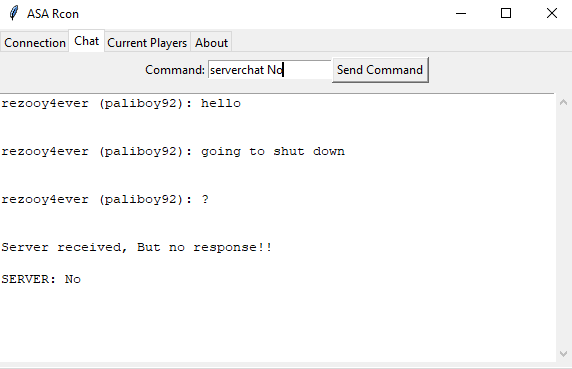 ASA Rcon
Connection Chat Current Players About
Command: serverchat No Send Command
rezooy4ever (paliboy92): hello
rezooy4ever (paliboy92): going to shut down
rezooy4ever (paliboy92): ?
Server received, But no response!!
SERVER: No